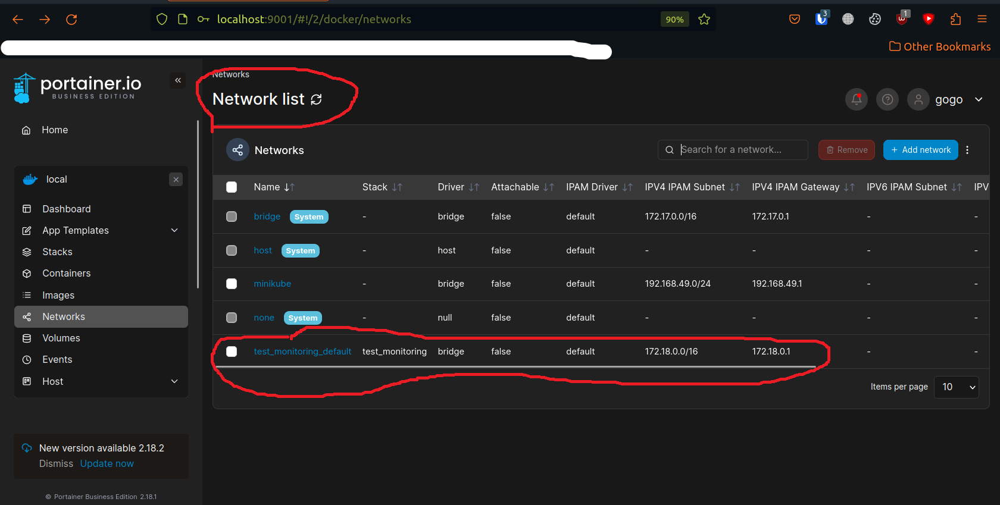 localhost:9001/#!/2/docker/networks
90%
3
1
Other Bookmarks
portainer.io
BUSINESS EDITION
«
Networks
Network list
gogo
Home
local
Dashboard
App Templates
Stacks
Containers
Images
Networks
Volumes
Events
Host
Networks
Search for a network...
Remove
+ Add network
Name Stack Driver Attachable IPAM Driver IPV4 IPAM Subnet IPV4 IPAM Gateway IPV6 IPAM Subnet IPV
bridge System - bridge false default 172.17.0.0/16 172.17.0.1 - -
host System - host false default - - - -
minikube - bridge false default 192.168.49.0/24 192.168.49.1 - -
none System - null false default - - - -
test_monitoring_default test_monitoring bridge false default 172.18.0.0/16 172.18.0.1 - -
Items per page 10
New version available 2.18.2
Dismiss Update now
© Portainer Business Edition 2.18.1